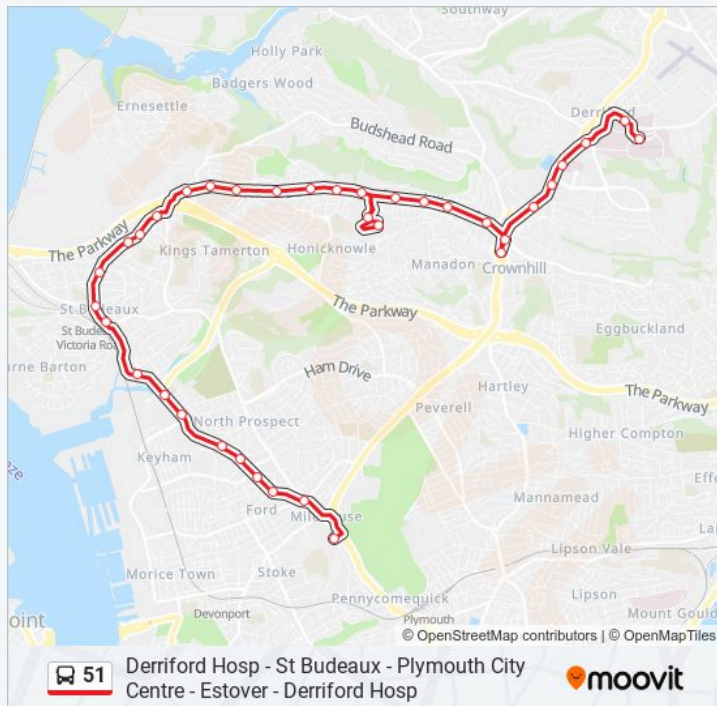 Southway
Holly Park
Badgers Wood
Ernesettle
Derriford
Budshead Road
The Parkway
Kings Tamerton
Honicknowle
Manadon
Crownhill
St Budeaux
St Budeaux
Victoria Road
The Parkway
Eggbuckland
arne Barton
Ham Drive
Hartley
The Parkway
Peverell
North Prospect
Higher Compton
Keyham
Effo
Mannamead
Ford
Milehouse
Lai
Lipson Vale
Morice Town
Stoke
Pennycomequick
Lipson
Devonport
Plymouth
Mount Gould
oint
© OpenStreetMap contributors | © OpenMapTiles
51
Derriford Hosp - St Budeaux - Plymouth City
Centre - Estover - Derriford Hosp
moovit